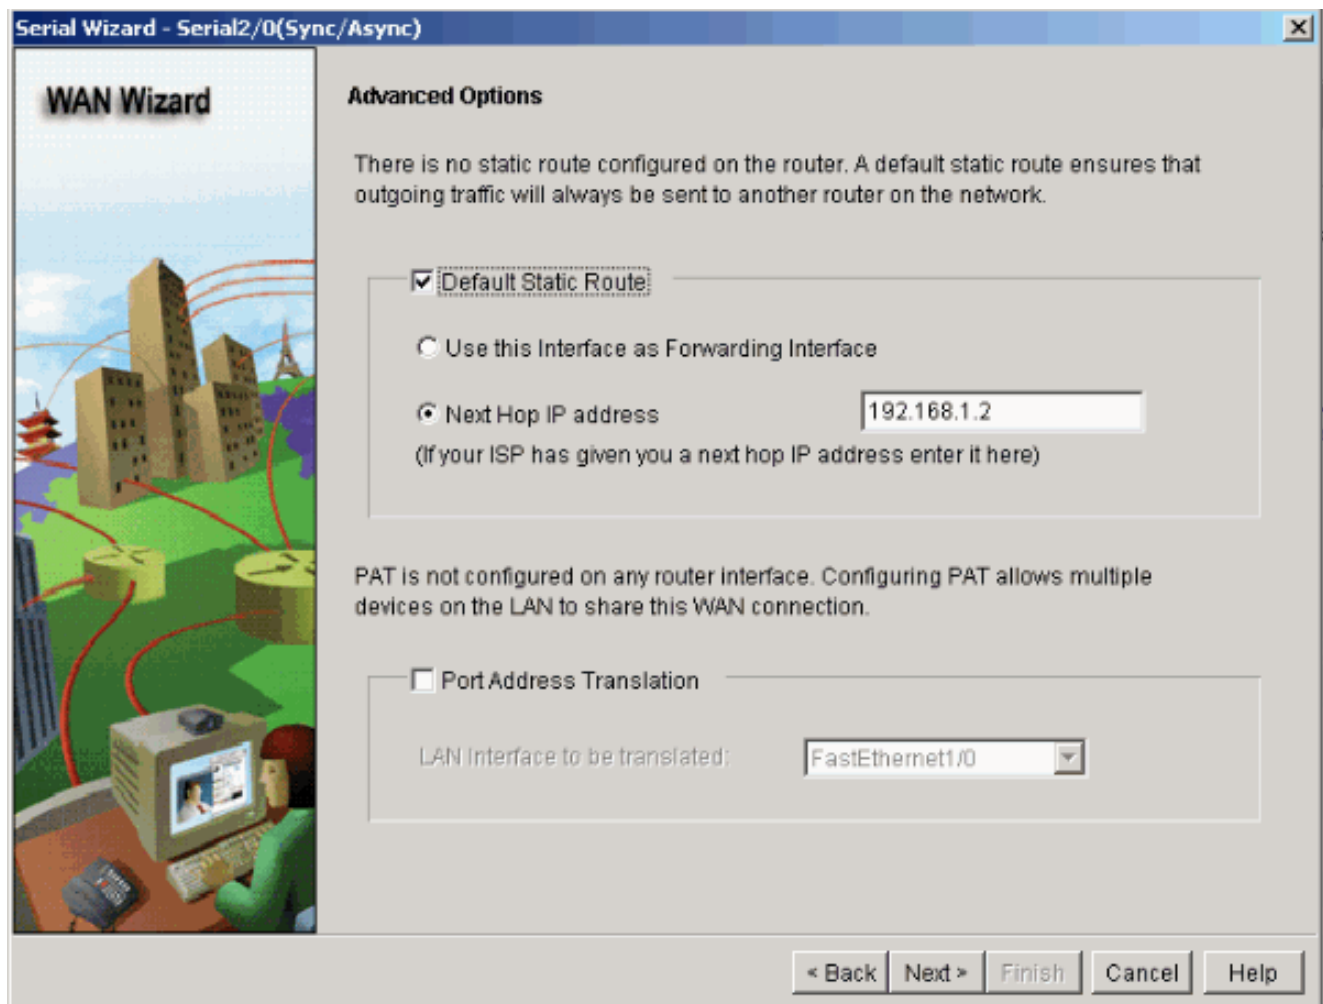 Serial Wizard - Serial2/0(Sync/Async)
WAN Wizard
Advanced Options
There is no static route configured on the router. A default static route ensures that
outgoing traffic will always be sent to another router on the network.
Default Static Route
Use this Interface as Forwarding Interface
Next Hop IP address
192.168.1.2
(If your ISP has given you a next hop IP address enter it here)
PAT is not configured on any router interface. Configuring PAT allows multiple
devices on the LAN to share this WAN connection.
Port Address Translation
LAN Interface to be translated:
FastEthernet1/0
< Back
Next >
Finish
Cancel
Help